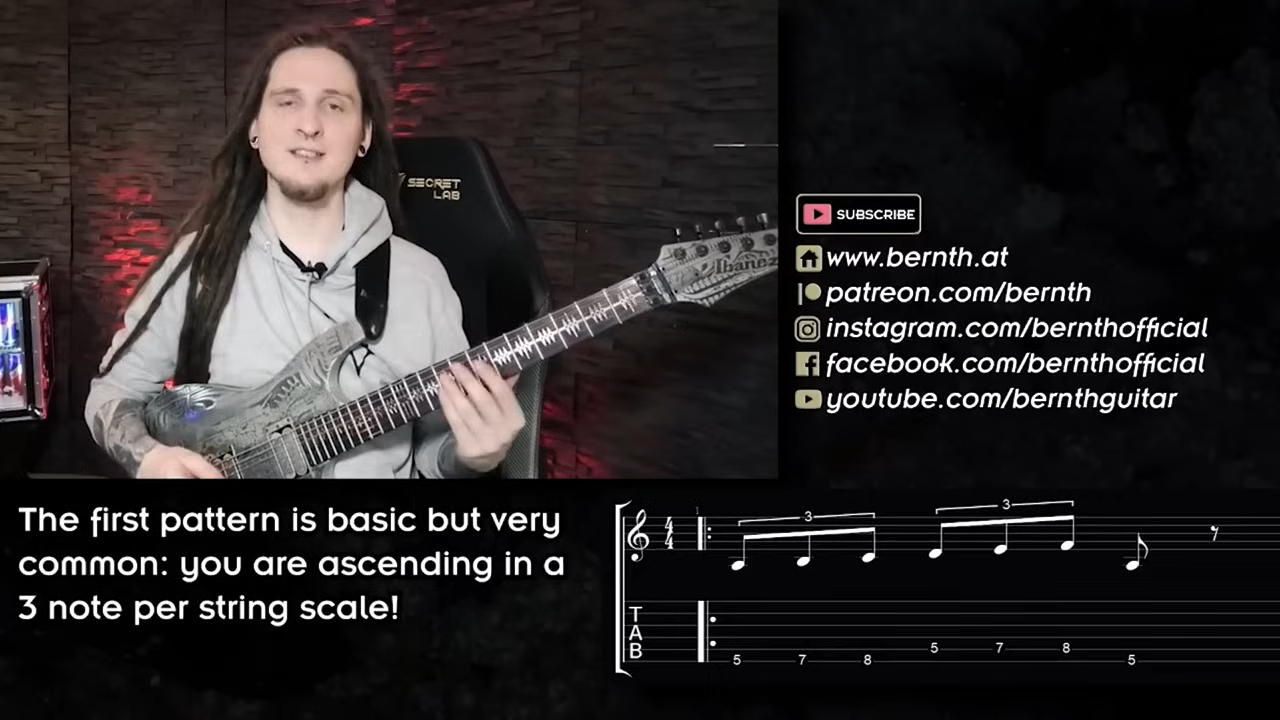 SECRET
LAB
Ibanez
SUBSCRIBE
www.bernth.at
patreon.com/bernth
instagram.com/bernthofficial
facebook.com/bernthofficial
youtube.com/bernthguitar
The first pattern is basic but very
common: you are ascending in a
3 note per string scale!
1
3 3
4
4
T
A
B
5 7 8
5 7 8 5